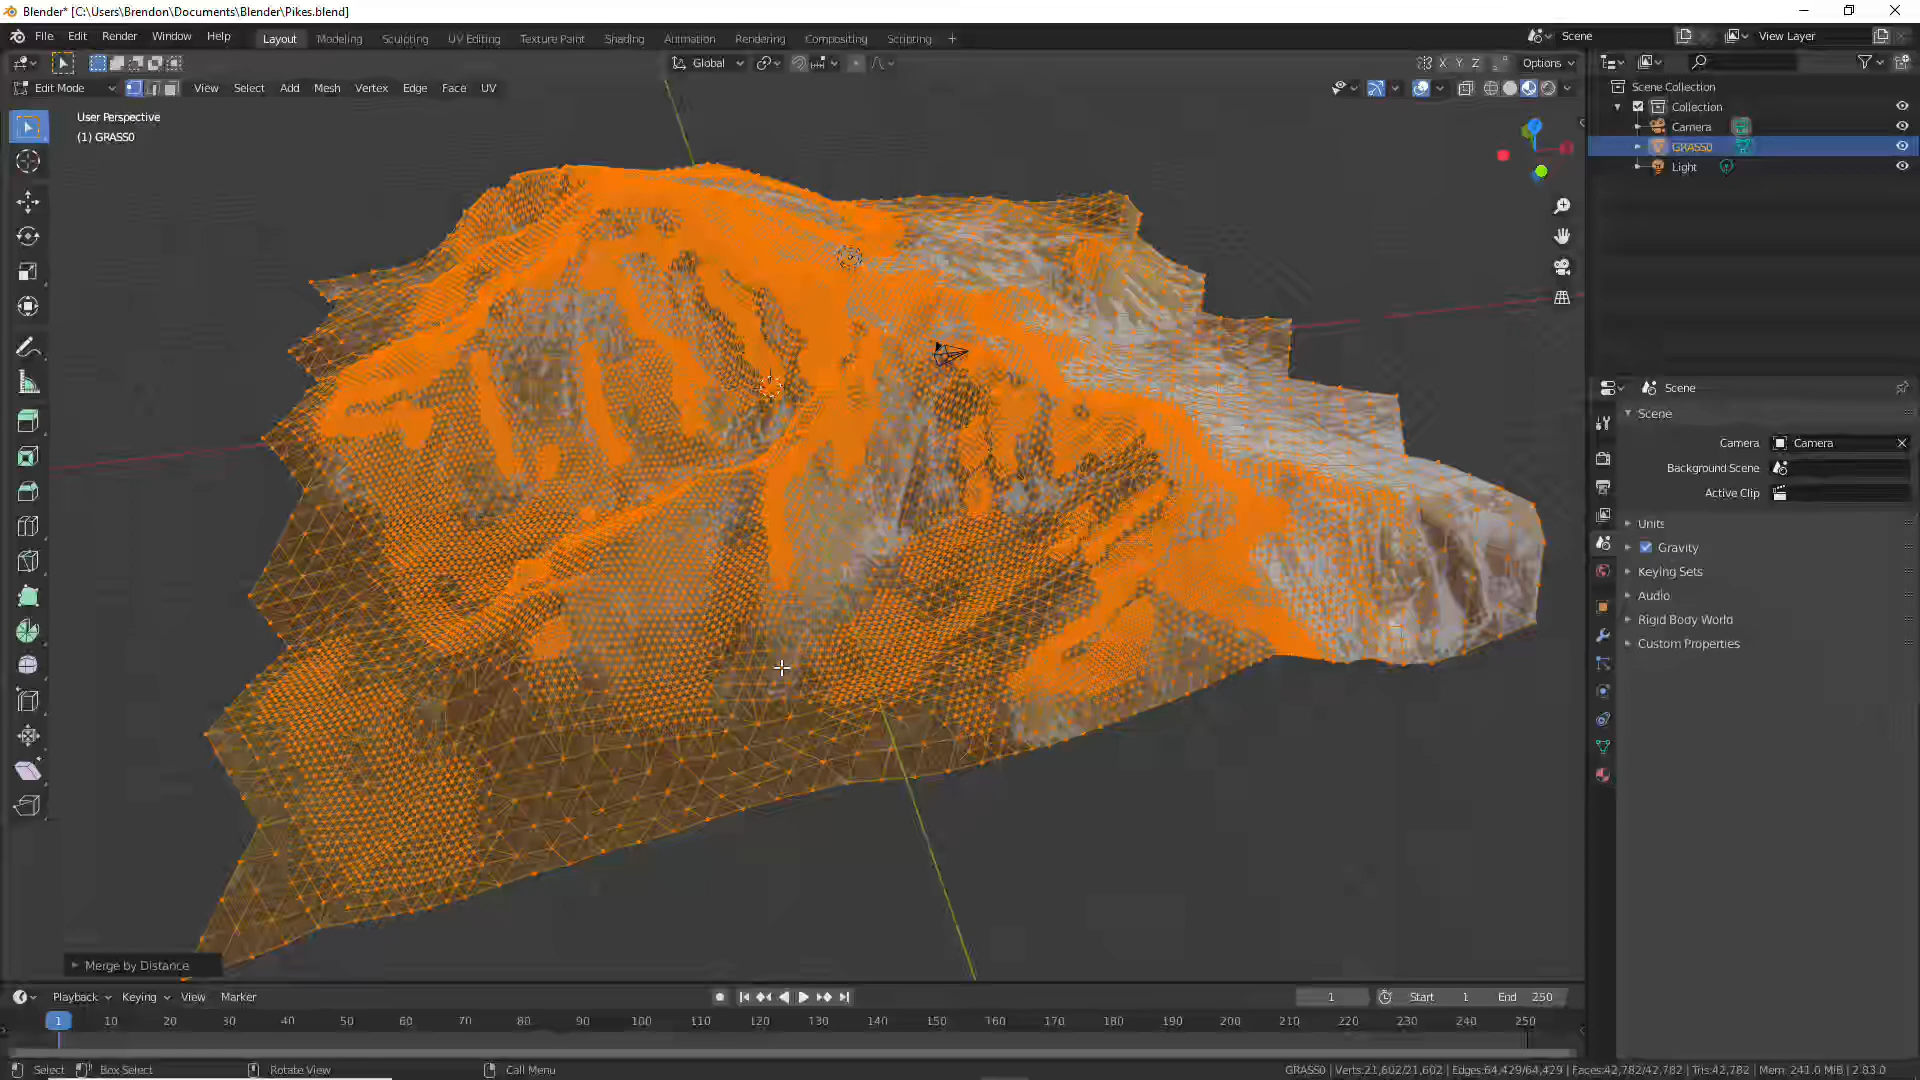 Blender* [C:\Users\Brendon\Documents\Blender\Pikes.blend]
File Edit Render Window Help
Layout Modeling Sculpting UV Editing Texture Paint Shading Animation Rendering Compositing Scripting +
Scene
View Layer
Global
X Y Z
Options
Edit Mode
View Select Add Mesh Vertex Edge Face UV
User Perspective
(1) GRASS0
Scene Collection
Collection
Camera
GRASS0
Light
Scene
Scene
Camera Camera
Background Scene
Active Clip
Units
Gravity
Keying Sets
Audio
Rigid Body World
Custom Properties
Merge by Distance
Playback Keying View Marker
1
Start 1
End 250
1 10 20 30 40 50 60 70 80 90 100 110 120 130 140 150 160 170 180 190 200 210 220 230 240 250
Select Box Select Rotate View Call Menu
GRASS0 | Verts:21,602/21,602 | Edges:64,429/64,429 | Faces:42,782/42,782 | Tris:42,782 | Mem: 241.0 MiB | 2.83.0